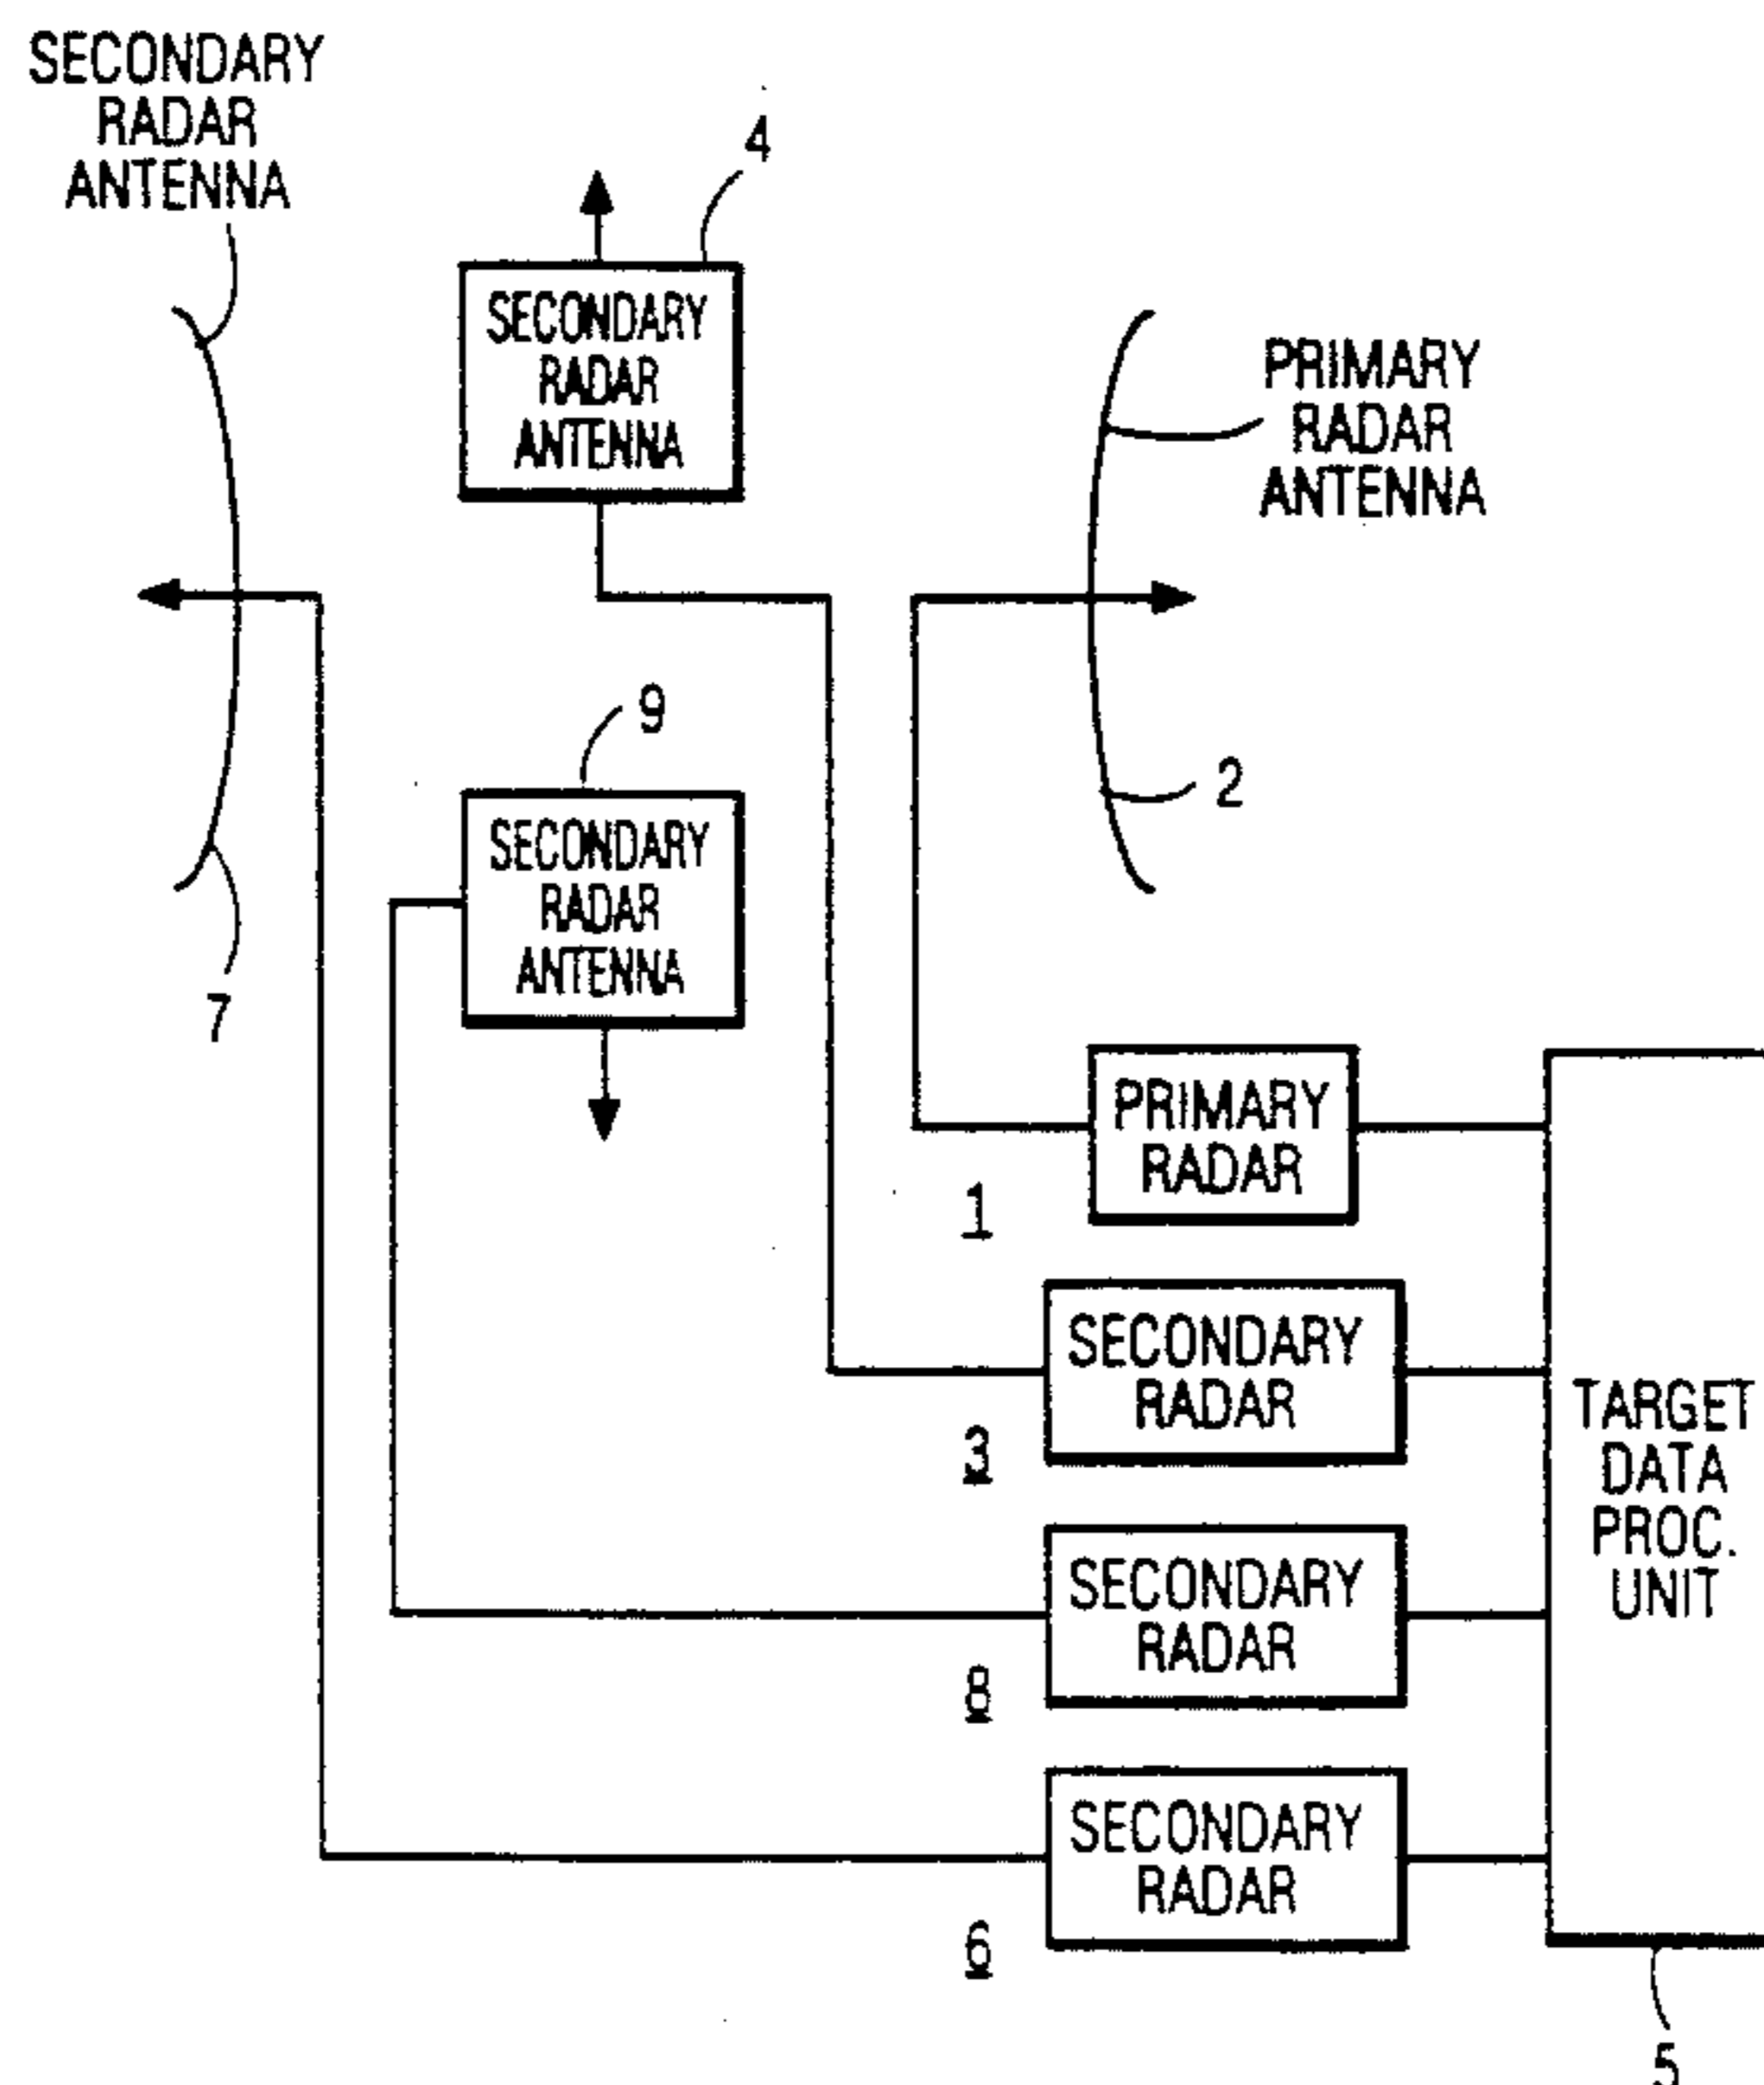 SECONDARY
RADAR
ANTENNA
4
SECONDARY
RADAR
ANTENNA
PRIMARY
RADAR
ANTENNA
9
2
SECONDARY
RADAR
ANTENNA
7
PRIMARY
RADAR
1
SECONDARY
RADAR
3
TARGET
DATA
PROC.
UNIT
SECONDARY
RADAR
8
SECONDARY
RADAR
6
5